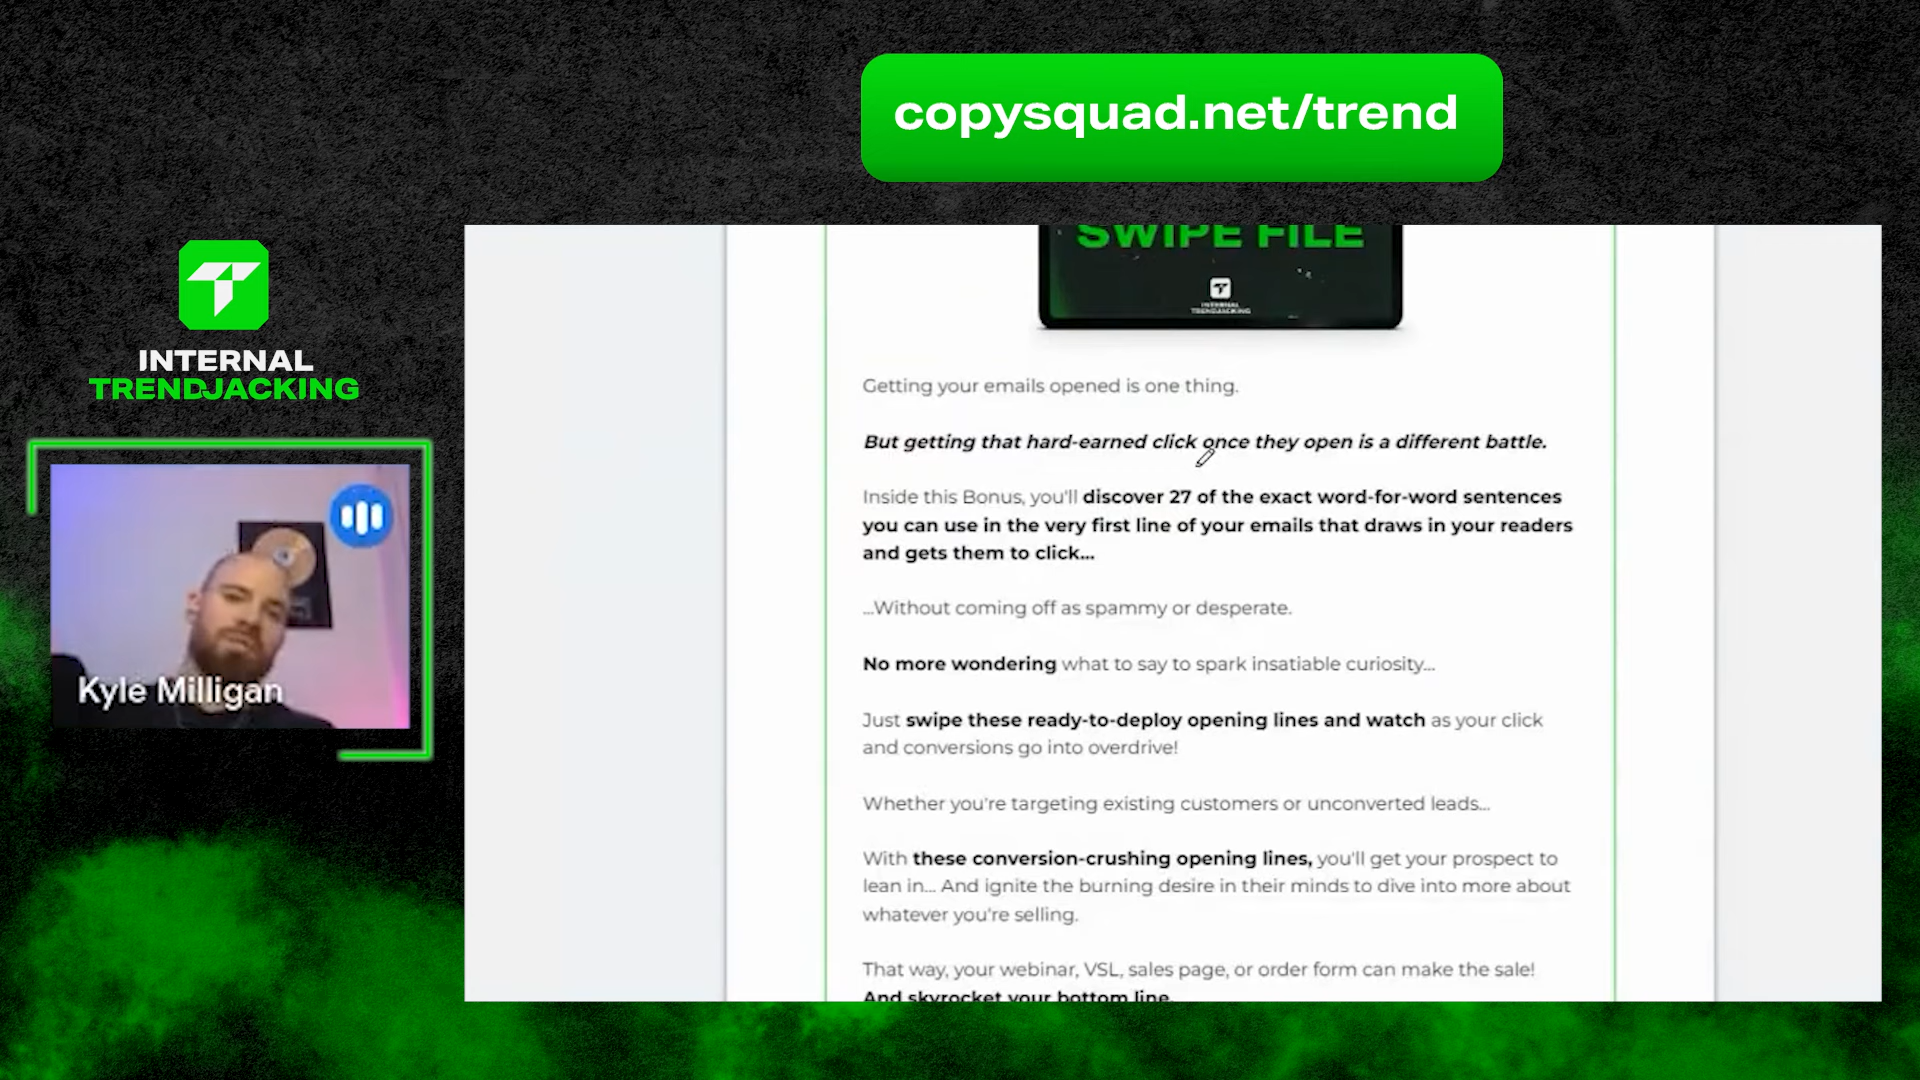 copysquad.net/trend
INTERNAL
TRENDJACKING
Kyle Milligan
SWIPE FILE
INTERNAL
TRENDJACKING
Getting your emails opened is one thing.
But getting that hard-earned click once they open is a different battle.
Inside this Bonus, you'll discover 27 of the exact word-for-word sentences
you can use in the very first line of your emails that draws in your readers
and gets them to click...
...Without coming off as spammy or desperate.
No more wondering what to say to spark insatiable curiosity...
Just swipe these ready-to-deploy opening lines and watch as your click
and conversions go into overdrive!
Whether you're targeting existing customers or unconverted leads...
With these conversion-crushing opening lines, you'll get your prospect to
lean in... And ignite the burning desire in their minds to dive into more about
whatever you're selling.
That way, your webinar, VSL, sales page, or order form can make the sale!
And skyrocket your bottom line.